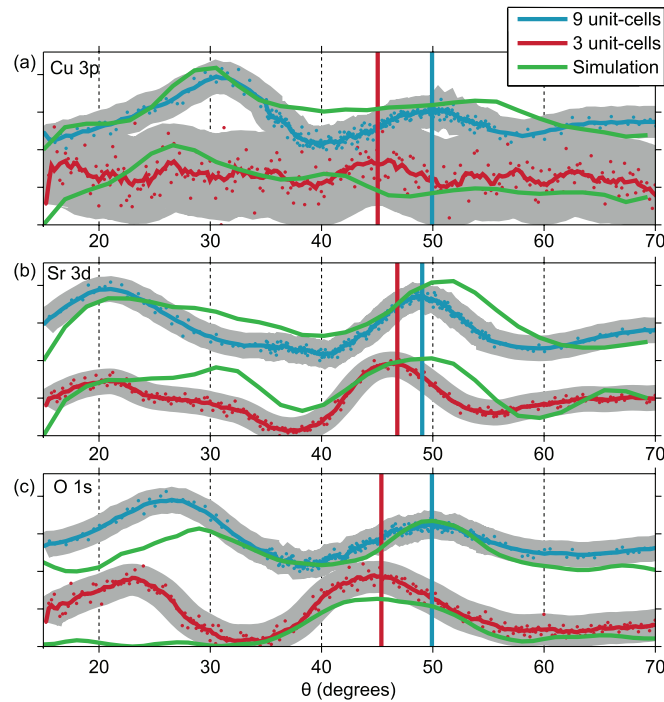 9 unit-cells
3 unit-cells
Simulation
(a) Cu 3p
20 30 40 50 60 70
(b) Sr 3d
20 30 40 50 60 70
(c) O 1s
20 30 40 50 60 70
θ (degrees)